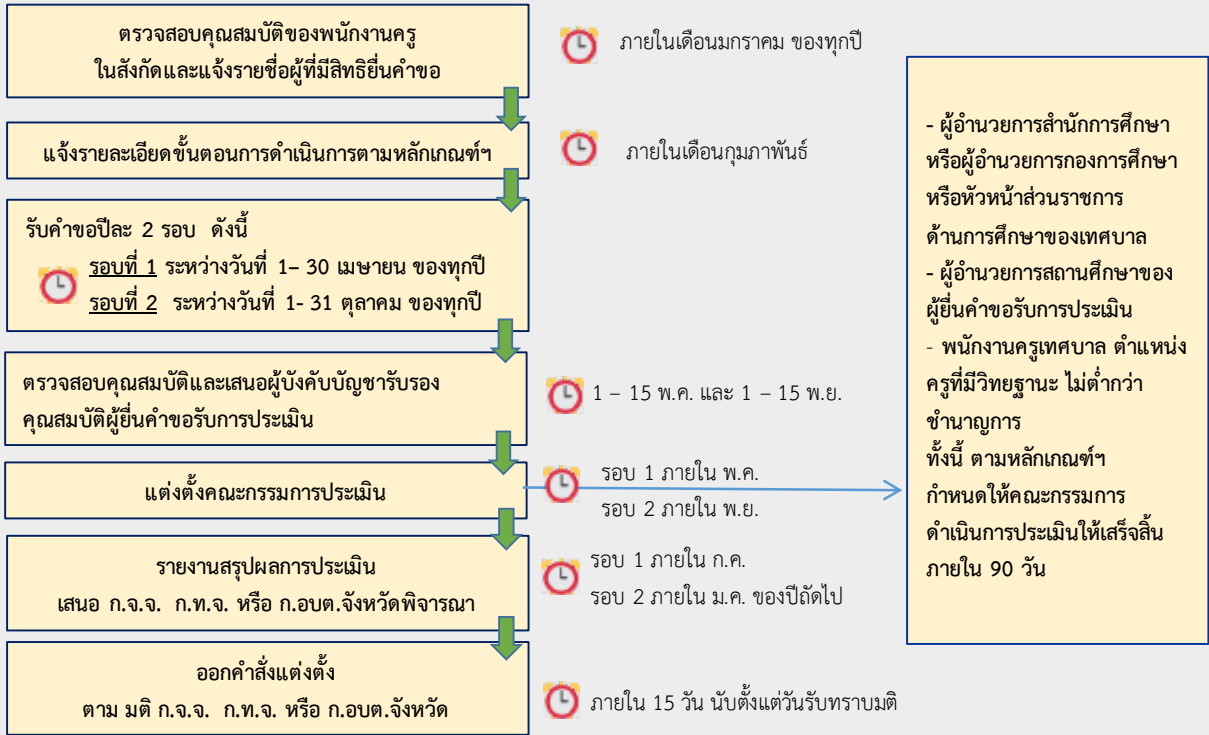 ตรวจสอบคุณสมบัติของพนักงานครู
ในสังกัดและแจ้งรายชื่อผู้ที่มีสิทธิยื่นคำขอ
ภายในเดือนมกราคม ของทุกปี
แจ้งรายละเอียดขั้นตอนการดำเนินการตามหลักเกณฑ์ฯ
ภายในเดือนกุมภาพันธ์
รับคำขอปีละ 2 รอบ ดังนี้
รอบที่ 1 ระหว่างวันที่ 1– 30 เมษายน ของทุกปี
รอบที่ 2 ระหว่างวันที่ 1- 31 ตุลาคม ของทุกปี
ตรวจสอบคุณสมบัติและเสนอผู้บังคับบัญชารับรอง
คุณสมบัติผู้ยื่นคำขอรับการประเมิน
1 – 15 พ.ค. และ 1 – 15 พ.ย.
แต่งตั้งคณะกรรมการประเมิน
รอบ 1 ภายใน พ.ค.
รอบ 2 ภายใน พ.ย.
รายงานสรุปผลการประเมิน
เสนอ ก.จ.จ. ก.ท.จ. หรือ ก.อบต.จังหวัดพิจารณา
รอบ 1 ภายใน ก.ค.
รอบ 2 ภายใน ม.ค. ของปีถัดไป
ออกคำสั่งแต่งตั้ง
ตาม มติ ก.จ.จ. ก.ท.จ. หรือ ก.อบต.จังหวัด
ภายใน 15 วัน นับตั้งแต่วันรับทราบมติ
- ผู้อำนวยการสำนักการศึกษา
หรือผู้อำนวยการกองการศึกษา
หรือหัวหน้าส่วนราชการ
ด้านการศึกษาของเทศบาล
- ผู้อำนวยการสถานศึกษาของ
ผู้ยื่นคำขอรับการประเมิน
- พนักงานครูเทศบาล ตำแหน่ง
ครูที่มีวิทยฐานะ ไม่ต่ำกว่า
ชำนาญการ
ทั้งนี้ ตามหลักเกณฑ์ฯ
กำหนดให้คณะกรรมการ
ดำเนินการประเมินให้เสร็จสิ้น
ภายใน 90 วัน